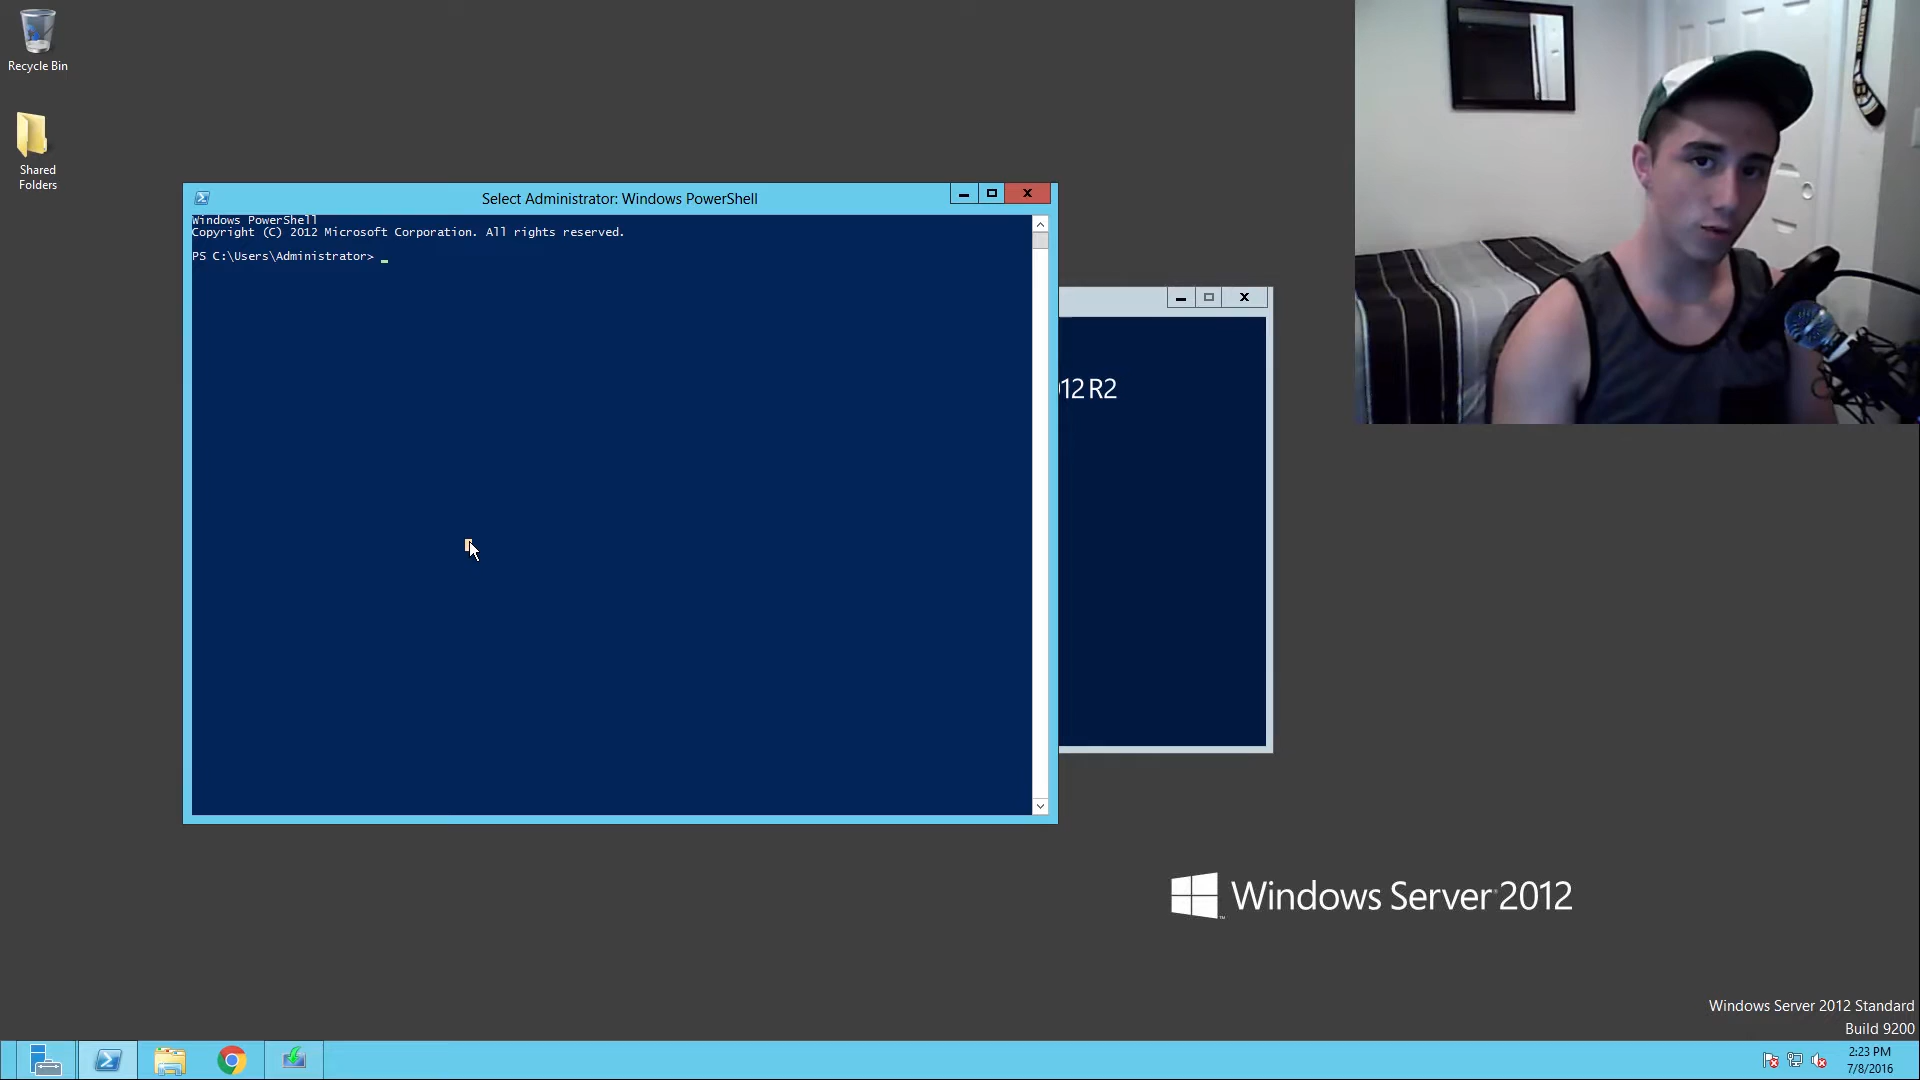 Recycle Bin
Shared
Folders
Select Administrator: Windows PowerShell
Windows PowerShell
Copyright (C) 2012 Microsoft Corporation. All rights reserved.
PS C:\Users\Administrator>
12 R2
Windows Server 2012
Windows Server 2012 Standard
Build 9200
2:23 PM
7/8/2016